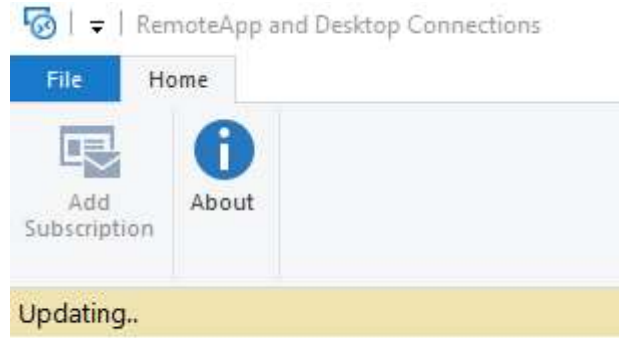 RemoteApp and Desktop Connections
File Home
Add
Subscription
About
Updating..